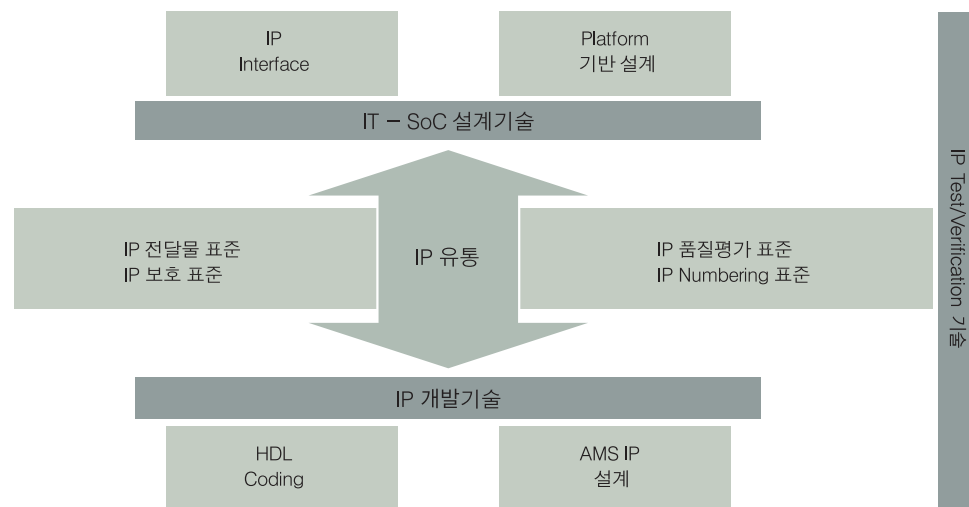 IP
Interface
Platform
기반 설계
IT - SoC 설계기술
IP 전달물 표준
IP 보호 표준
IP 유통
IP 품질평가 표준
IP Numbering 표준
IP 개발기술
HDL
Coding
AMS IP
설계
IP Test/Verification 기술